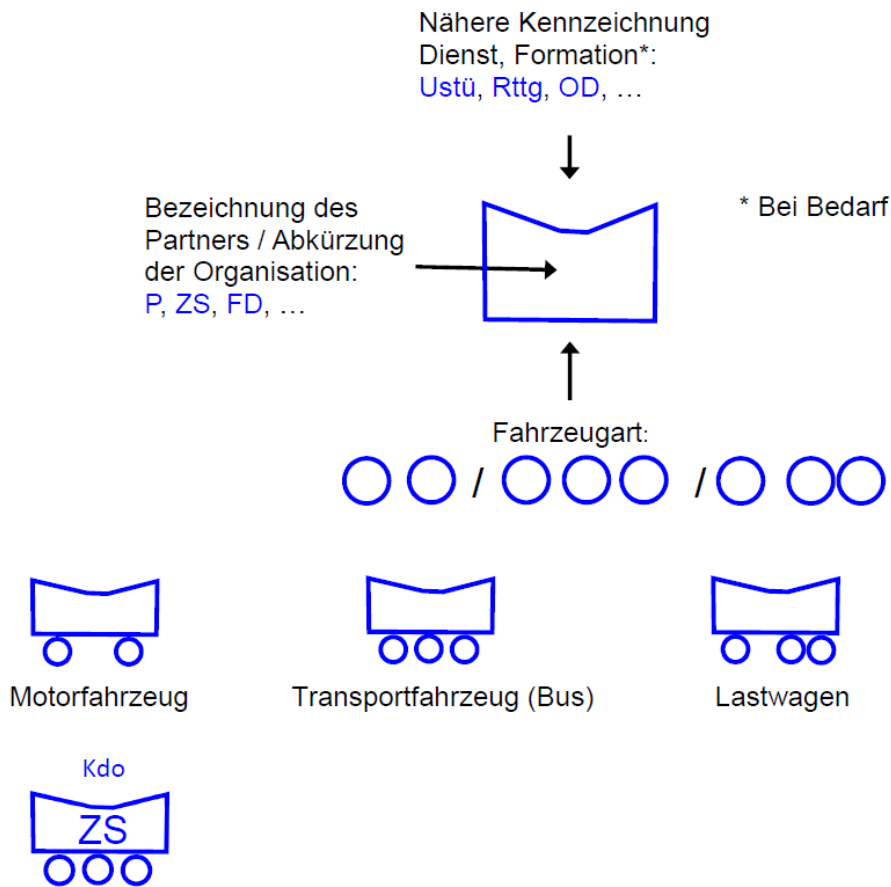 Nähere Kennzeichnung
Dienst, Formation*:
Ustü, Rttg, OD, …
Bezeichnung des
Partners / Abkürzung
der Organisation:
P, ZS, FD, …
* Bei Bedarf
Fahrzeugart:
/ /
Motorfahrzeug
Transportfahrzeug (Bus)
Lastwagen
Kdo
ZS